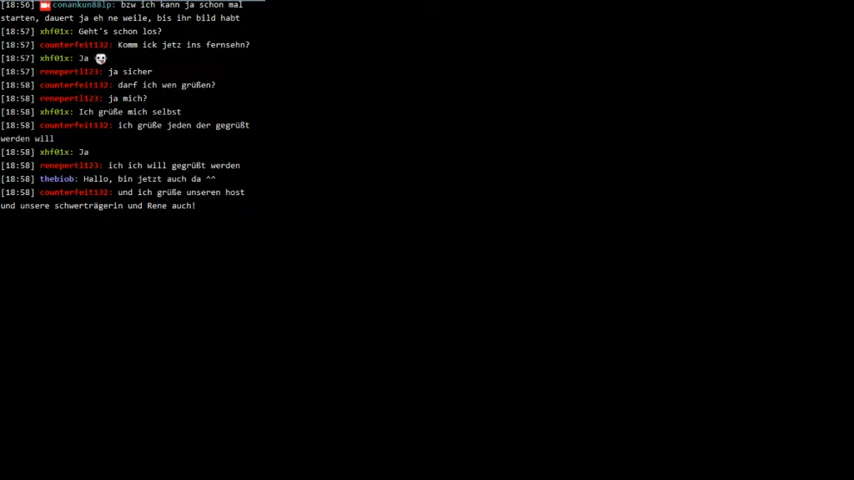 [18:56] conankun88lp: bzw ich kann ja schon mal
starten, dauert ja eh ne weile, bis ihr bild habt
[18:57] xhf01x: Geht's schon los?
[18:57] counterfeit132: Komm ick jetz ins fernsehn?
[18:57] xhf01x: Ja
[18:57] renepertl123: ja sicher
[18:58] counterfeit132: darf ich wen grüßen?
[18:58] renepertl123: ja mich?
[18:58] xhf01x: Ich grüße mich selbst
[18:58] counterfeit132: ich grüße jeden der gegrüßt
werden will
[18:58] xhf01x: Ja
[18:58] renepertl123: ich ich will gegrüßt werden
[18:58] thebiob: Hallo, bin jetzt auch da ^^
[18:58] counterfeit132: und ich grüße unseren host
und unsere schwerträgerin und Rene auch!